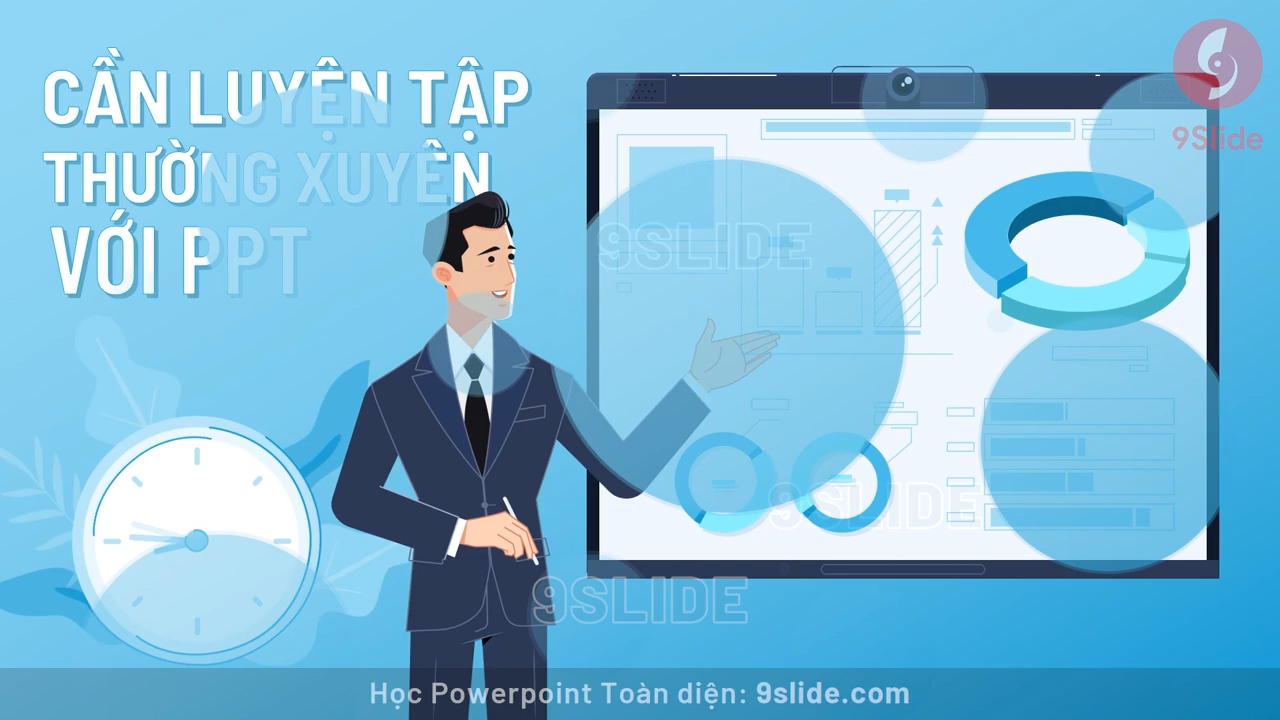 CẦN LUYỆN TẬP
THƯỜNG XUYÊN
VỚI PPT
9Slide
9SLIDE
9SLIDE
9SLIDE
Học Powerpoint Toàn diện: 9slide.com